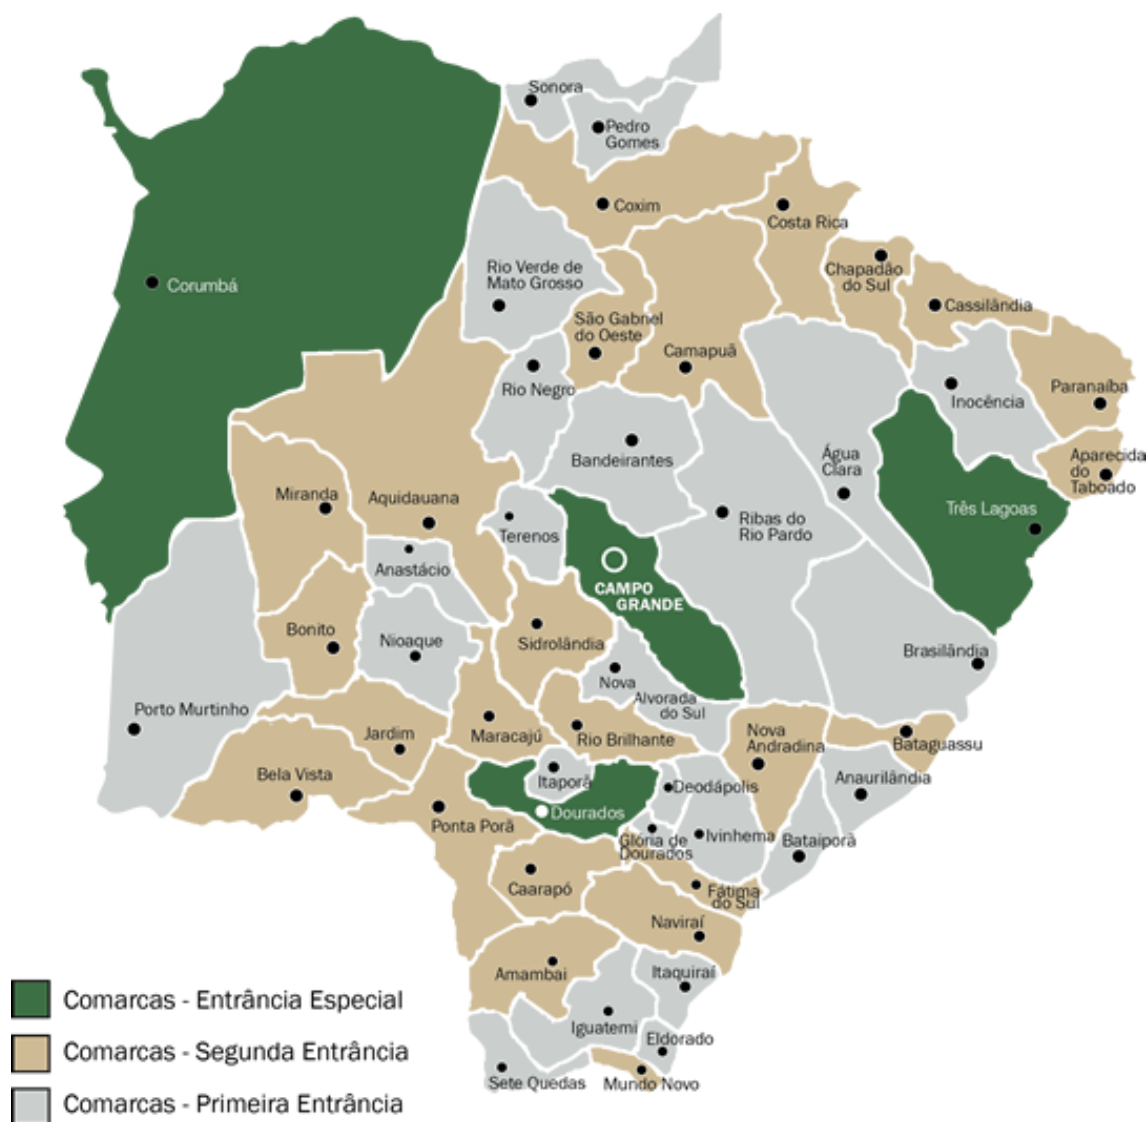 Sonora
Pedro
Gomes
Coxim
Costa Rica
Rio Verde de
Mato Grosso
Chapadão
do Sul
Corumbá
Cassilândia
São Gabriel
do Oeste
Camapuã
Rio Negro
Paranaíba
Inocência
Bandeirantes
Água
Clara
Aparecida
do
Taboado
Miranda
Aquidauana
Três Lagoas
Terenos
Ribas do
Rio Pardo
Anastácio
CAMPO
GRANDE
Bonito
Nioaque
Sidrolândia
Brasilândia
Nova
Alvorada
do Sul
Porto Murtinho
Jardim
Maracajú
Rio Brilhante
Nova
Andradina
Bataguassu
Bela Vista
Itaporã
Deodápolis
Anaurilândia
Ponta Porã
Dourados
Glória de
Dourados
Ivinhema
Bataiporã
Caarapó
Fátima
do Sul
Naviraí
Amambai
Itaquiraí
Iguatemi
Eldorado
Sete Quedas
Mundo Novo
Comarcas - Entrância Especial
Comarcas - Segunda Entrância
Comarcas - Primeira Entrância